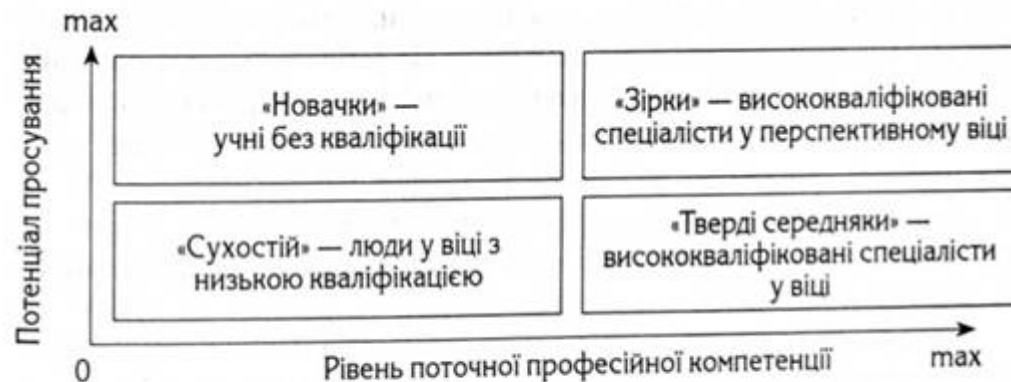 max
Потенціал просування
«Новачки» —
учні без кваліфікації
«Зірки» — висококваліфіковані
спеціалісти у перспективному віці
«Сухостій» — люди у віці з
низькою кваліфікацією
«Тверді середняки» —
висококваліфіковані спеціалісти
у віці
0
Рівень поточної професійної компетенції
max